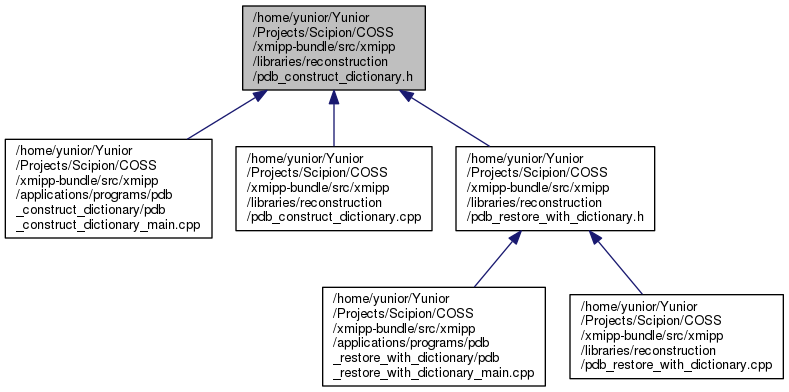 /home/yunior/Yunior
/Projects/Scipion/COSS
/xmipp-bundle/src/xmipp
/libraries/reconstruction
/pdb_construct_dictionary.h
/home/yunior/Yunior
/Projects/Scipion/COSS
/xmipp-bundle/src/xmipp
/applications/programs/pdb
_construct_dictionary/pdb
_construct_dictionary_main.cpp
/home/yunior/Yunior
/Projects/Scipion/COSS
/xmipp-bundle/src/xmipp
/libraries/reconstruction
/pdb_construct_dictionary.cpp
/home/yunior/Yunior
/Projects/Scipion/COSS
/xmipp-bundle/src/xmipp
/libraries/reconstruction
/pdb_restore_with_dictionary.h
/home/yunior/Yunior
/Projects/Scipion/COSS
/xmipp-bundle/src/xmipp
/applications/programs/pdb
_restore_with_dictionary/pdb
_restore_with_dictionary_main.cpp
/home/yunior/Yunior
/Projects/Scipion/COSS
/xmipp-bundle/src/xmipp
/libraries/reconstruction
/pdb_restore_with_dictionary.cpp